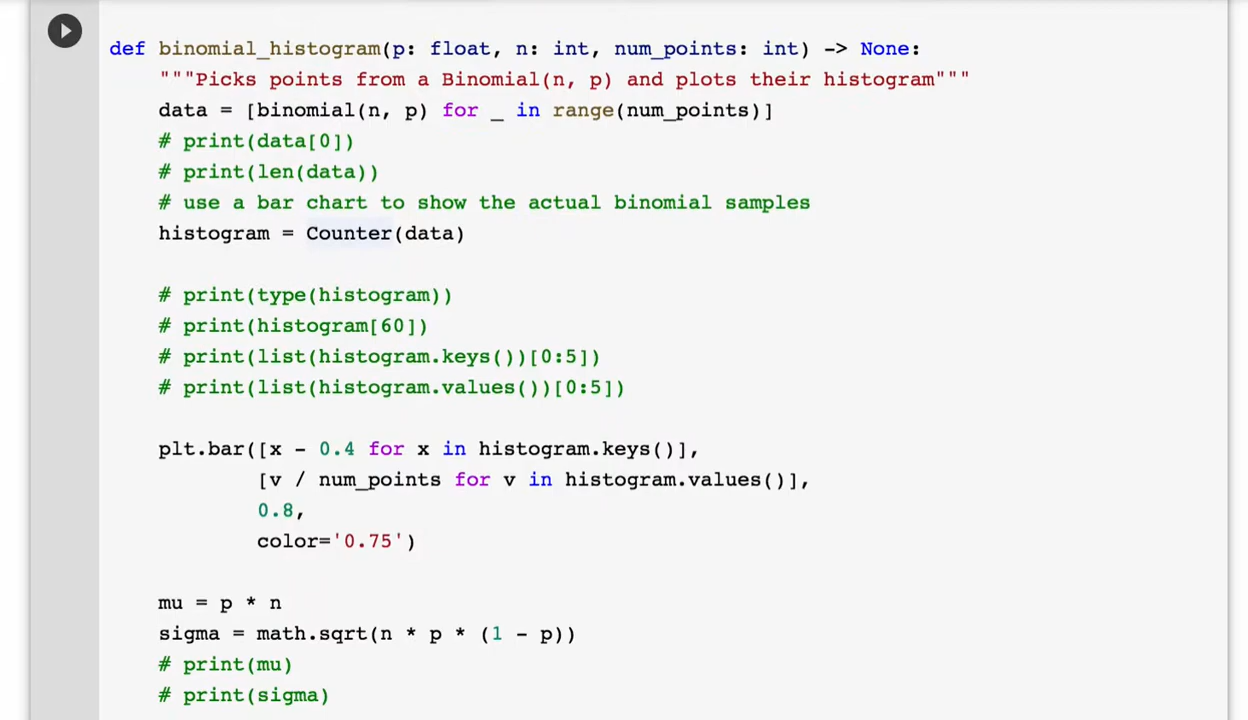 def binomial_histogram(p: float, n: int, num_points: int) -> None:
"""Picks points from a Binomial(n, p) and plots their histogram"""
data = [binomial(n, p) for _ in range(num_points)]
# print(data[0])
# print(len(data))
# use a bar chart to show the actual binomial samples
histogram = Counter(data)
# print(type(histogram))
# print(histogram[60])
# print(list(histogram.keys())[0:5])
# print(list(histogram.values())[0:5])
plt.bar([x - 0.4 for x in histogram.keys()],
[v / num_points for v in histogram.values()],
0.8,
color='0.75')
mu = p * n
sigma = math.sqrt(n * p * (1 - p))
# print(mu)
# print(sigma)